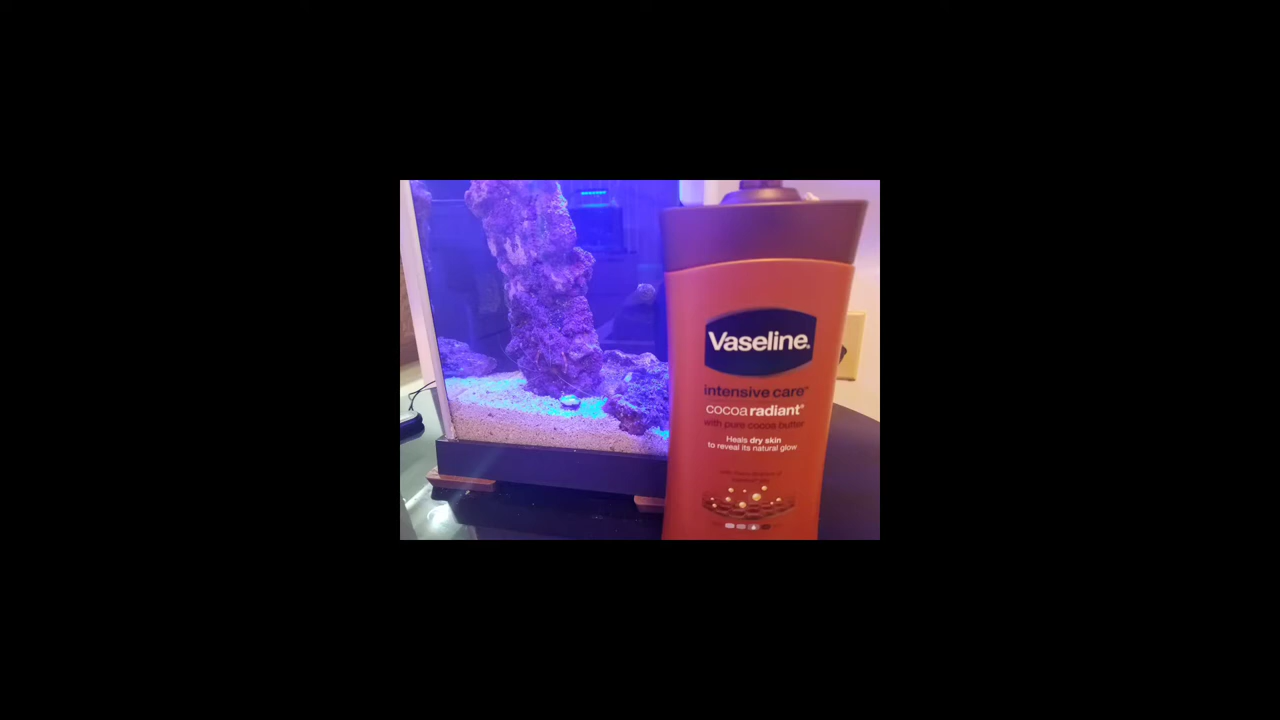 Vaseline.
intensive care®
cocoa radiant®
with pure cocoa butter
Heals dry skin
to reveal its natural glow